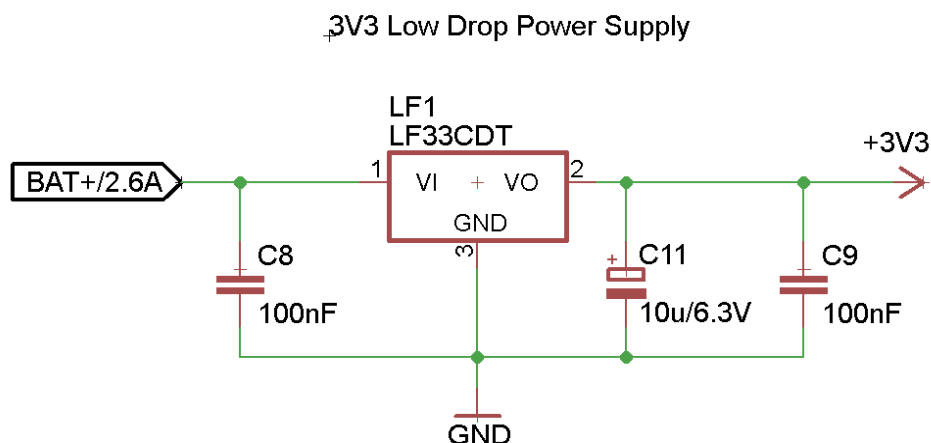 3V3 Low Drop Power Supply
LF1
LF33CDT
+3V3
BAT+/2.6A
1
VI
VO
2
GND
3
C8
100nF
+
C11
10u/6.3V
C9
100nF
GND